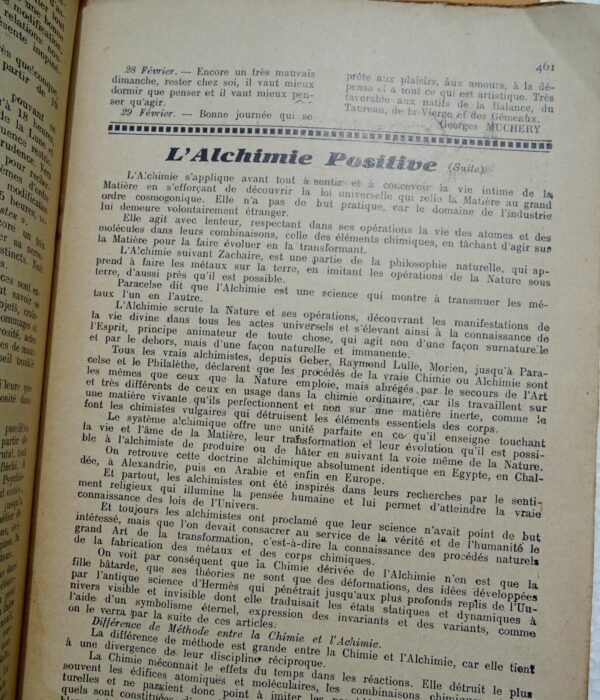 461
28 Février. — Encore un très mauvais
dimanche, rester chez soi, il vaut mieux
dormir que penser et il vaut mieux pen-
ser qu'agir.
29 Février. — Bonne journée qui se
prête aux plaisirs, aux amours, à la dé-
pense et à tout ce qui est artistique. Très
favorable aux natifs de la Balance, du
Taureau, de la Vierge et des Gémeaux.
Georges MUCHERY
L'Alchimie Positive (Suite)
L'Alchimie s'applique avant tout à sentir et à concevoir la vie intime de la
Matière en s'efforçant de découvrir la loi universelle qui relie la Matière au grand
ordre cosmogonique. Elle n'a pas de but pratique, car le domaine de l'industrie
lui demeure volontairement étranger.
Elle agit avec lenteur, respectant dans ses opérations la vie des atomes et des
molécules dans leurs combinaisons, celle des éléments chimiques, en tâchant d'agir sur
la Matière pour la faire évoluer en la transformant.
L'Alchimie suivant Zachaire, est une partie de la philosophie naturelle, qui ap-
prend à faire les métaux sur la terre, en imitant les opérations de la Nature sous
terre, d'aussi près qu'il est possible.
Paracelse dit que l'Alchimie est une science qui montre à transmuer les mé-
taux l'un en l'autre.
L'Alchimie scrute la Nature et ses opérations, découvrant les manifestations de
la vie divine dans tous les actes universels et s'élevant ainsi à la connaissance de
l'Esprit, principe animateur de toute chose, qui agit non d'une façon surnaturelle
et par le dehors, mais d'une façon naturelle et immanente.
Tous les vrais alchimistes, depuis Geber, Raymond Lulle, Morien, jusqu'à Para-
celse et le Philalèthe, déclarent que les procédés de la vraie Chimie ou Alchimie sont
les mêmes que ceux que la Nature emploie, mais abrégés par le secours de l'Art
et très différents de ceux en usage dans la chimie ordinaire, car ils travaillent sur
une matière vivante qu'ils perfectionnent et non sur une matière inerte, comme le
font les chimistes vulgaires qui détruisent les éléments essentiels des corps.
Le système alchimique offre une unité parfaite en ce qu'il enseigne touchant
la vie et l'âme de la Matière, leur transformation et leur évolution qu'il est possi-
ble à l'alchimiste de produire ou de hâter en suivant la voie même de la Nature.
On retrouve cette doctrine alchimique absolument identique en Egypte, en Chal-
dée, à Alexandrie, puis en Arabie et enfin en Europe.
Et partout, les alchimistes ont été inspirés dans leurs recherches par le senti-
ment religieux qui illumine la pensée humaine et lui permet d'atteindre la vraie
connaissance des lois de l'Univers.
Et toujours les alchimistes ont proclamé que leur science n'avait point de but
intéressé, mais que l'on devait consacrer au service de la vérité et de l'humanité le
grand Art de la transformation, c'est-à-dire la connaissance des procédés naturels
de la fabrication des métaux et des corps chimiques.
On voit par conséquent que la Chimie dérivée de l'Alchimie n'en est que la
fille bâtarde, que ses théories ne sont que des déformations, des idées développées
par l'antique science d'Hermès qui pénétrait jusqu'aux plus profonds replis de l'Uu-
nivers visible et invisible dont elle traduisait les états statiques et dynamiques à
l'aide d'un symbolisme éternel, expression des invariants et des variants, comme
on le verra par la suite de ces articles.
Différence de Méthode entre la Chimie et l'Achimie.
La différence de méthode est grande entre la Chimie et l'Alchimie, car elle tient
à une divergence de leur discipline réciproque.
La Chimie méconnait le effets du temps dans les réactions. Elle détruit le plus
souvent les édifices atomiques et moléculaires, les combinaisons chimiques
turelles et ne parvient donc point à imiter les
quels sont constitués